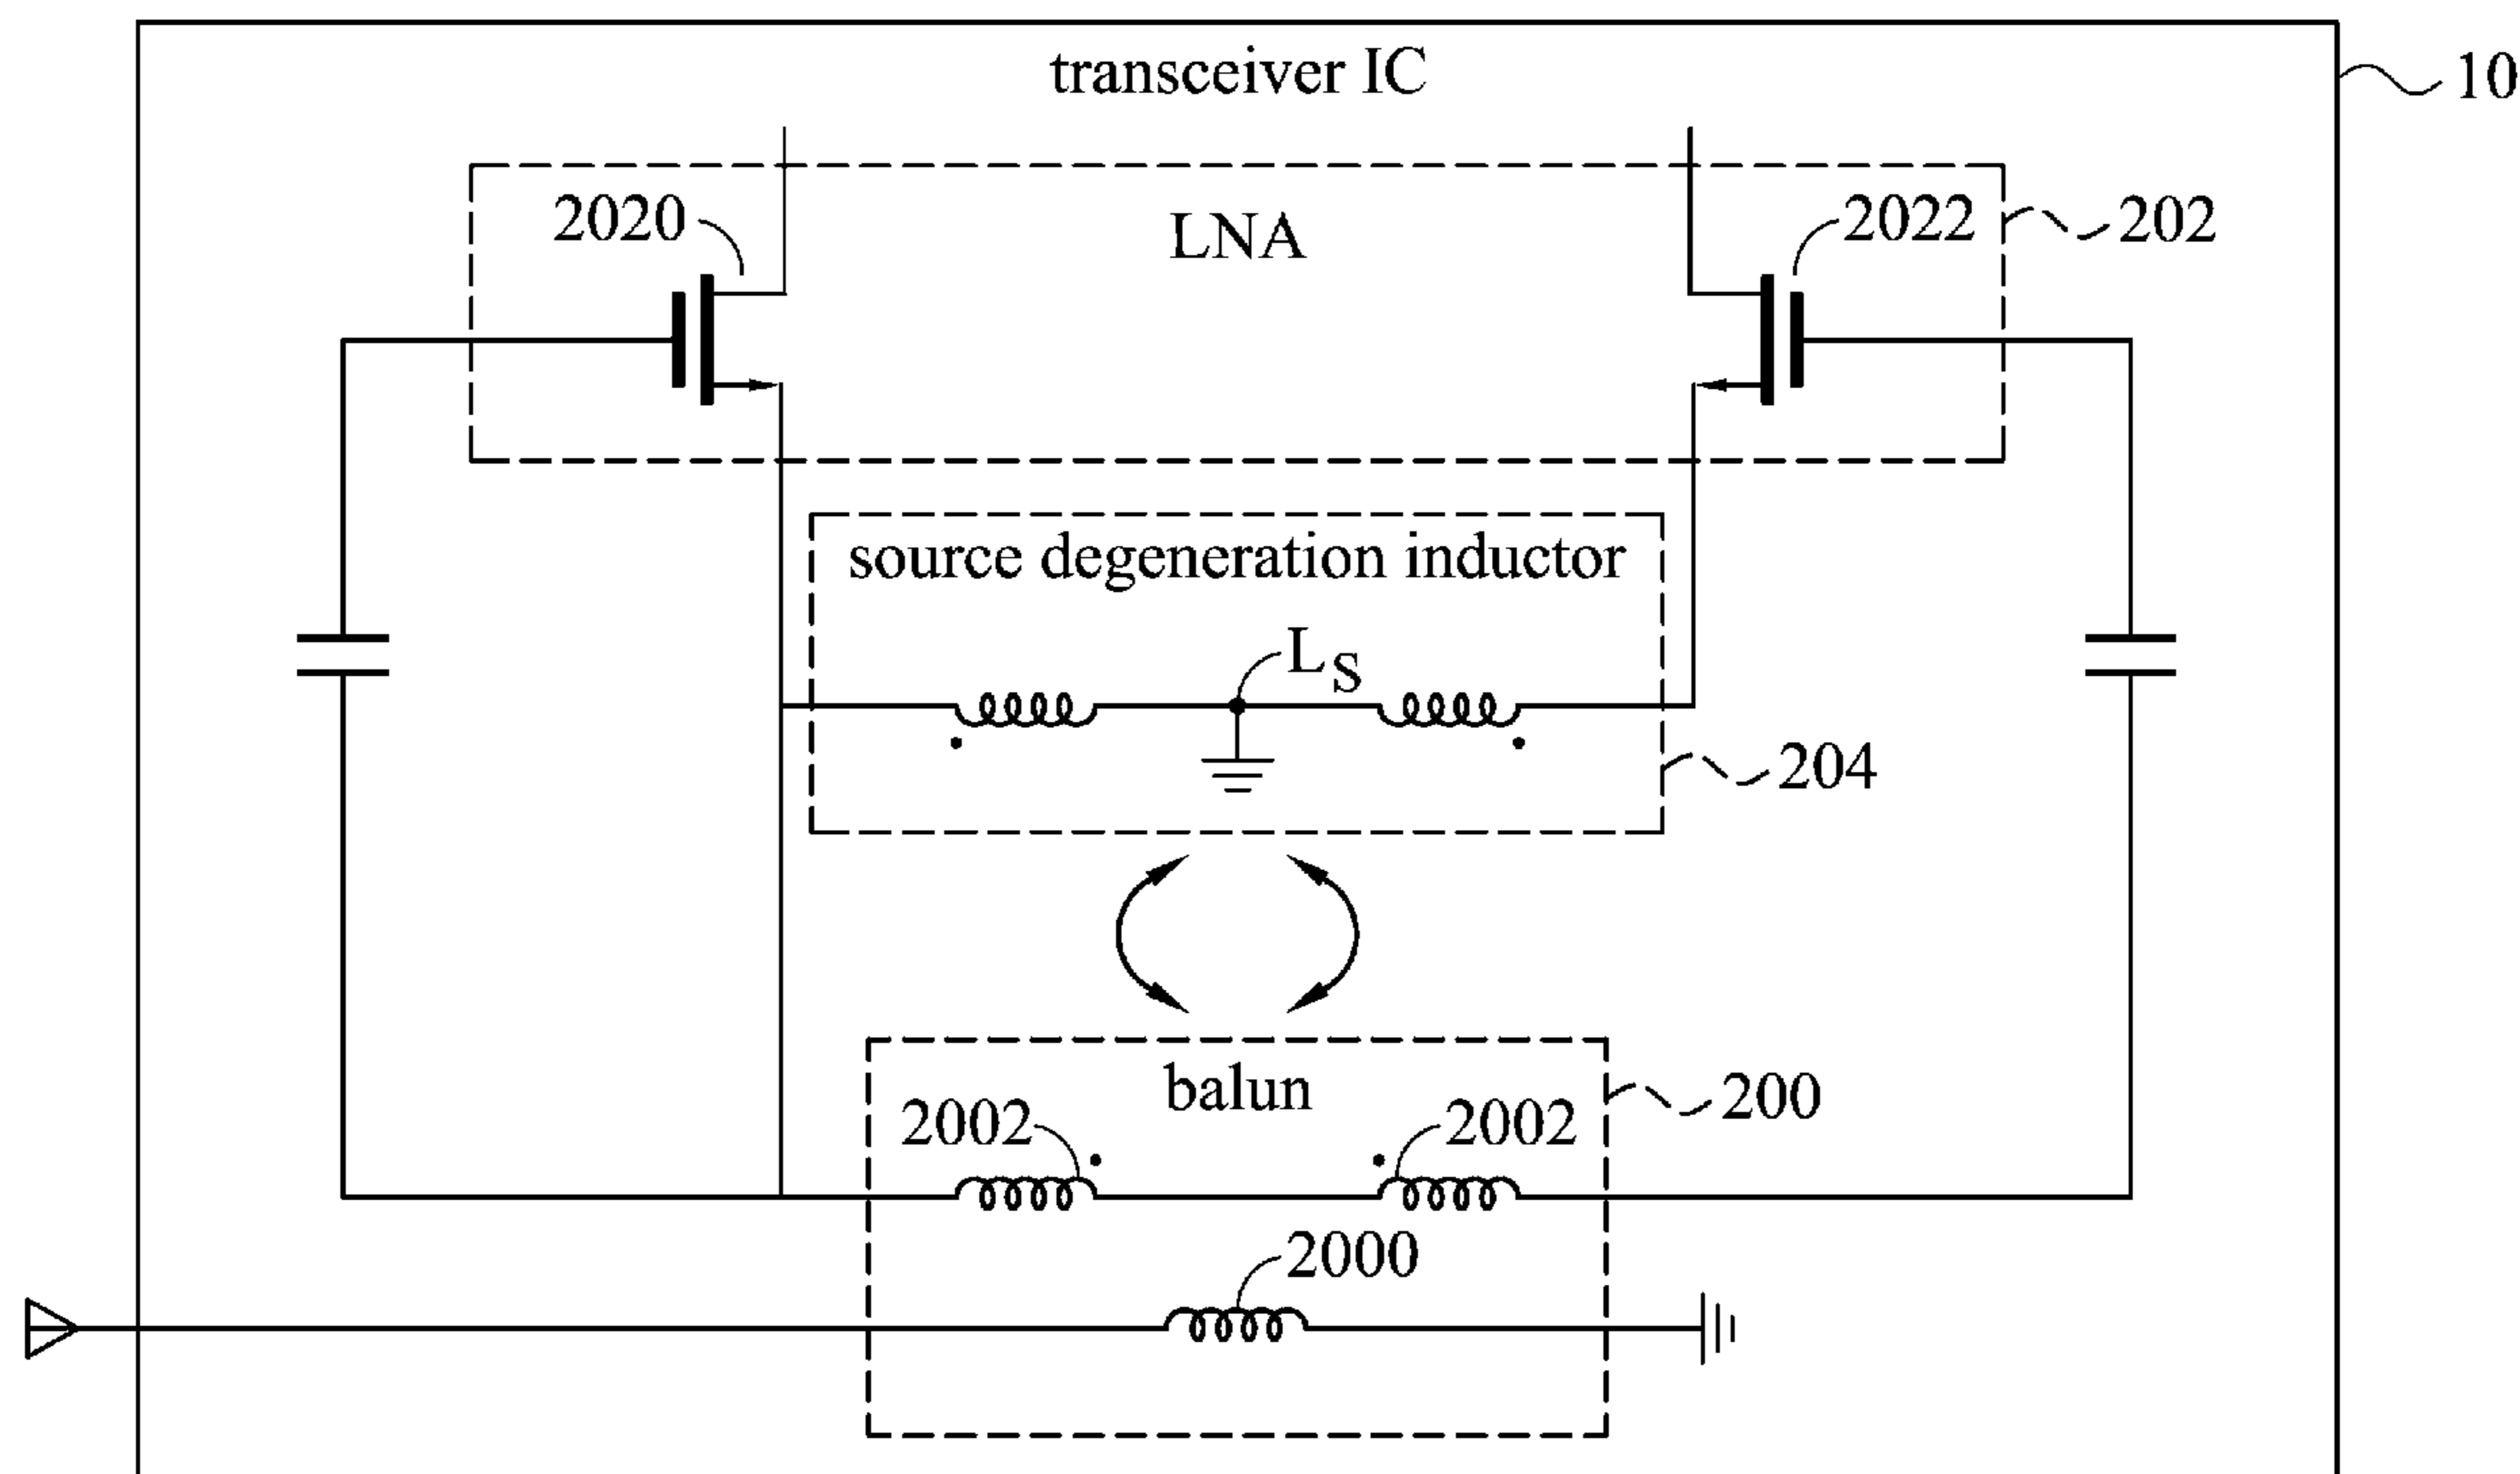 transceiver IC
10
2020
LNA
2022
202
source degeneration inductor
LS
204
balun
200
2002
2002
2000